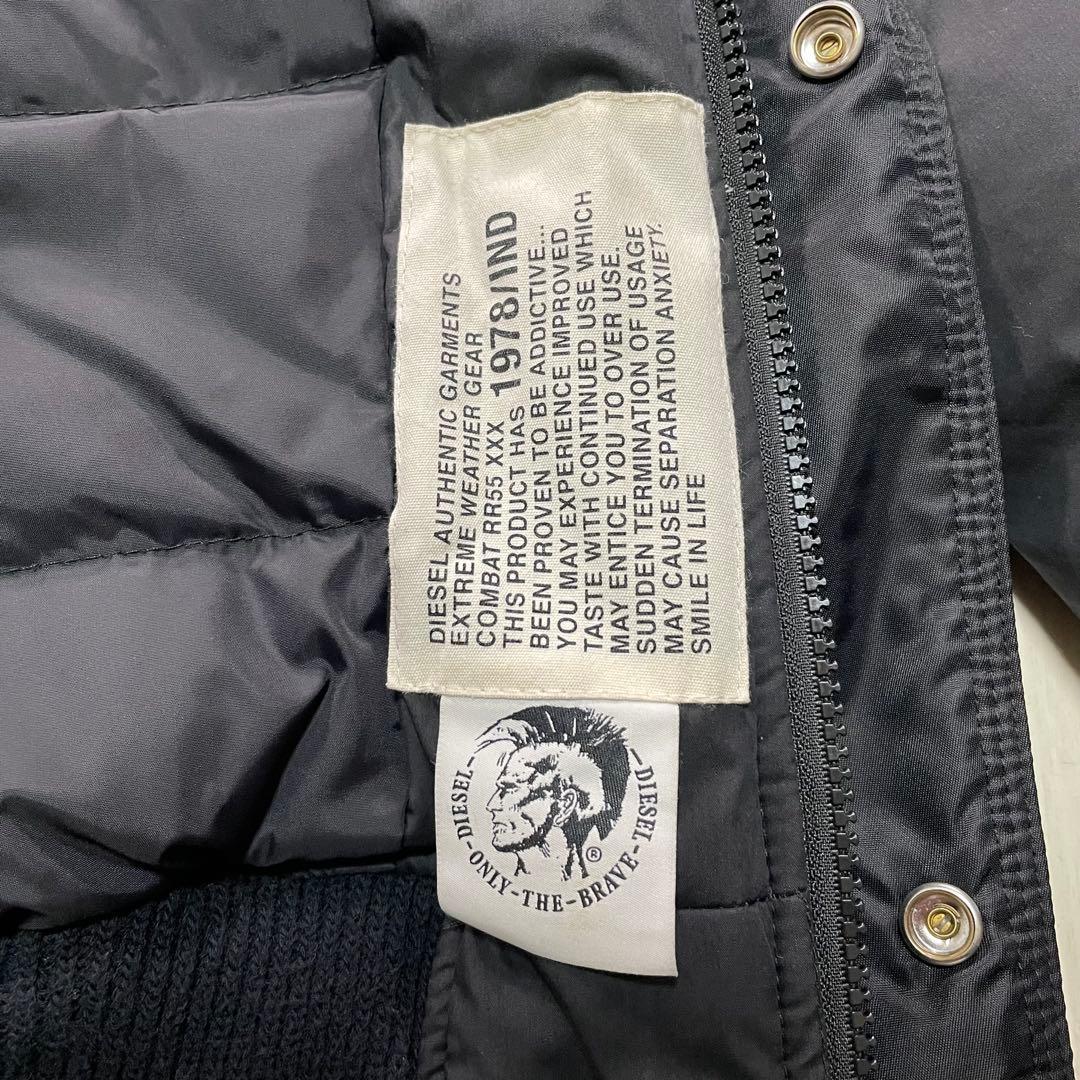 DIESEL AUTHENTIC GARMENTS
EXTREME WEATHER GEAR
COMBAT RR55 XXX 1978/IND
THIS PRODUCT HAS
BEEN PROVEN TO BE ADDICTIVE...
YOU MAY EXPERIENCE IMPROVED
TASTE WITH CONTINUED USE WHICH
MAY ENTICE YOU TO OVER USE.
SUDDEN TERMINATION OF USAGE
MAY CAUSE SEPARATION ANXIETY.
SMILE IN LIFE
DIESEL-ONLY-THE-BRAVE-DIESEL
®